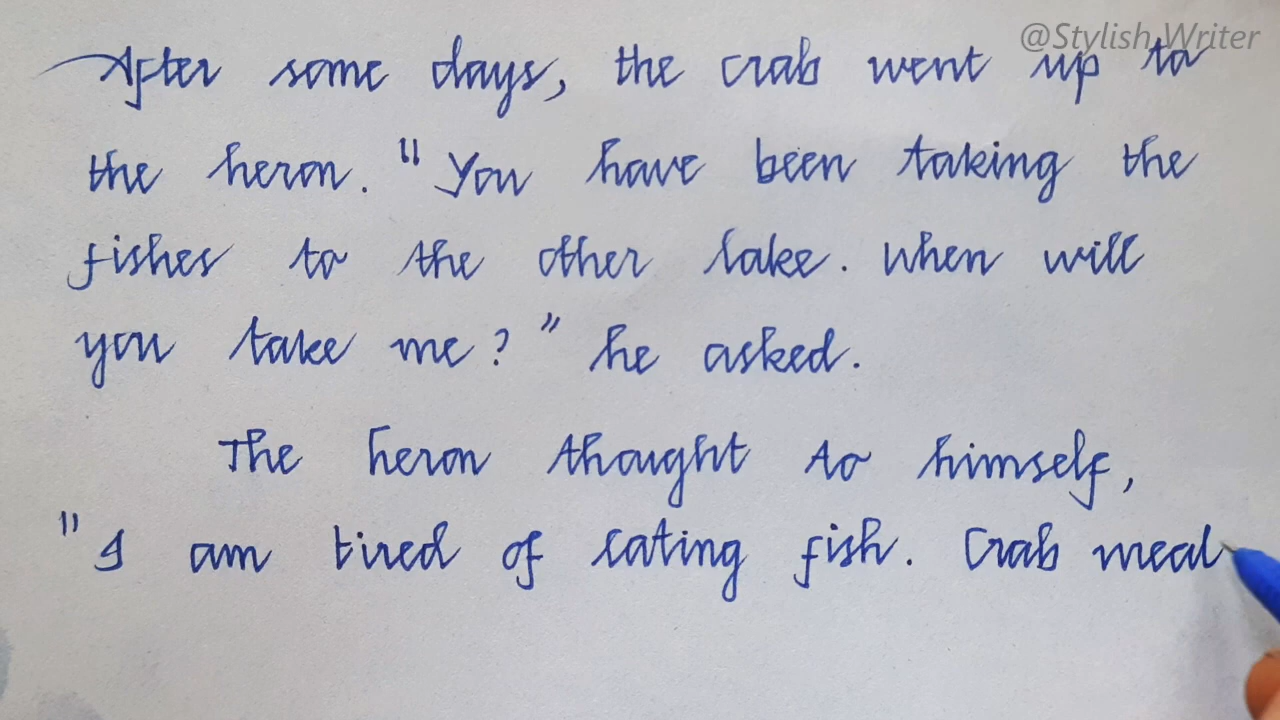 @Stylish Writer
After some days, the crab went up to
the heron. "You have been taking the
fishes to the other lake. When will
you take me?" he asked.
The heron thought to himself,
"I am tired of eating fish. Crab meal